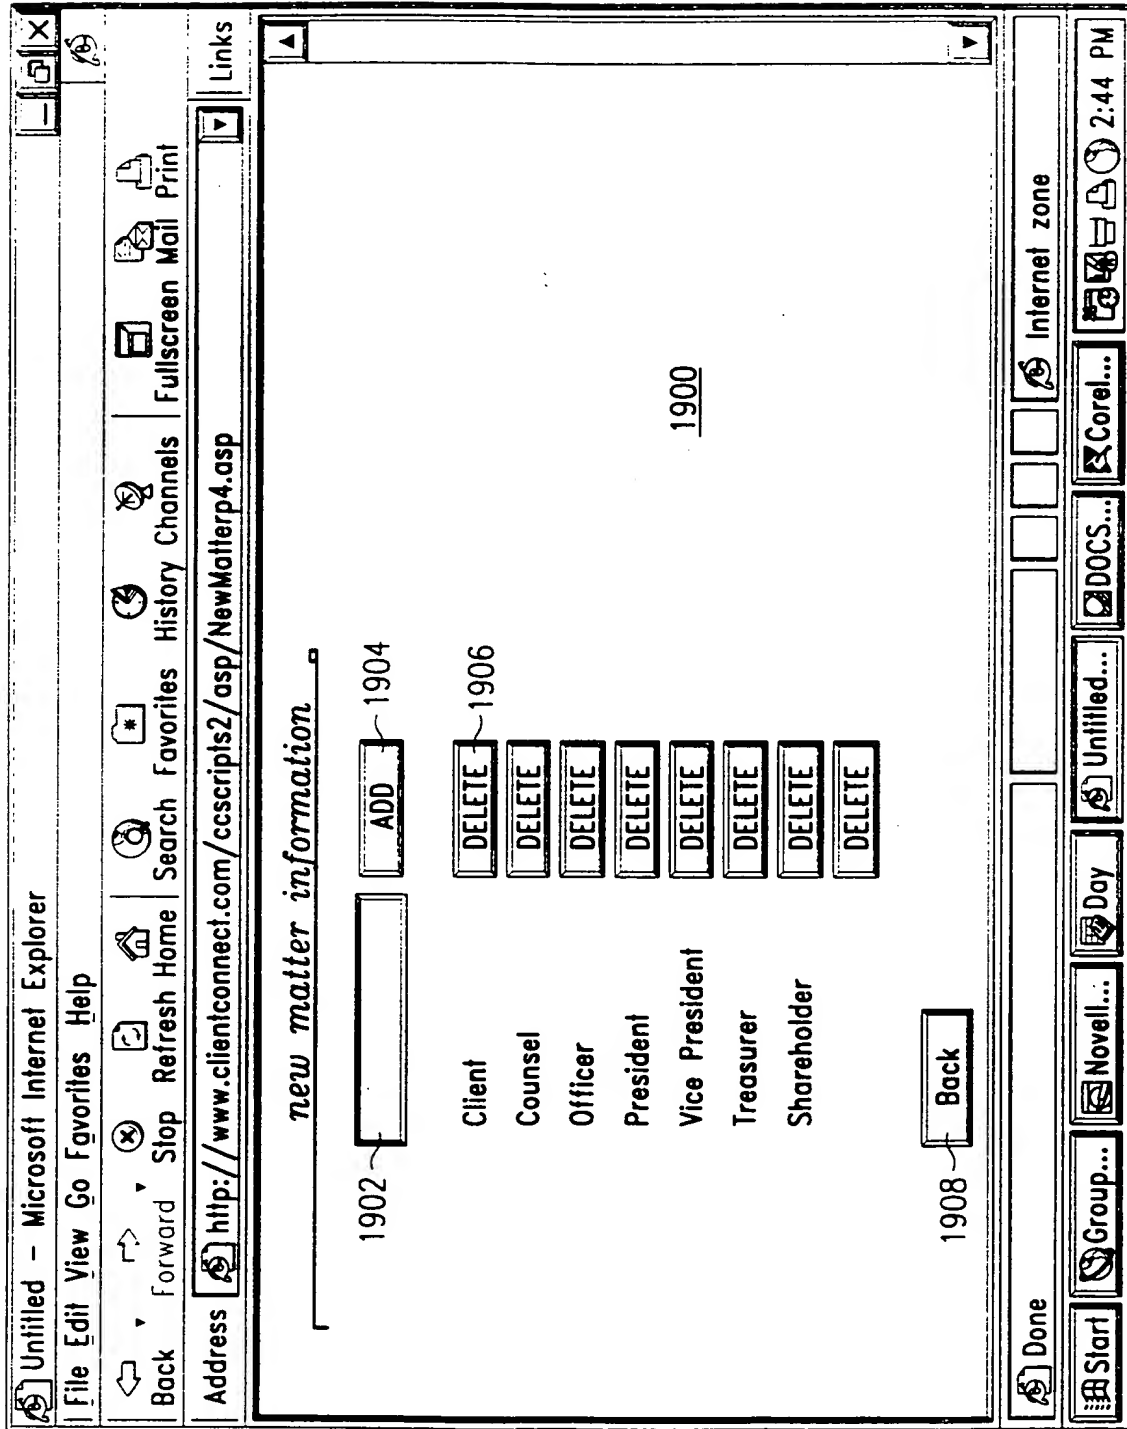 Untitled – Microsoft Internet Explorer
File Edit View Go Favorites Help
Back Forward Stop Refresh Home Search Favorites History Channels Fullscreen Mail Print
Address http://www.clientconnect.com/ccscripts2/asp/NewMatterp4.asp Links
new matter information
1902 ADD 1904
Client DELETE 1906
Counsel DELETE
Officer DELETE
President DELETE
Vice President DELETE
Treasurer DELETE
Shareholder DELETE
DELETE
1900
1908 Back
Done Internet zone
Start Group... Novell... Day Untitled... DOCS... Corel... 2:44 PM